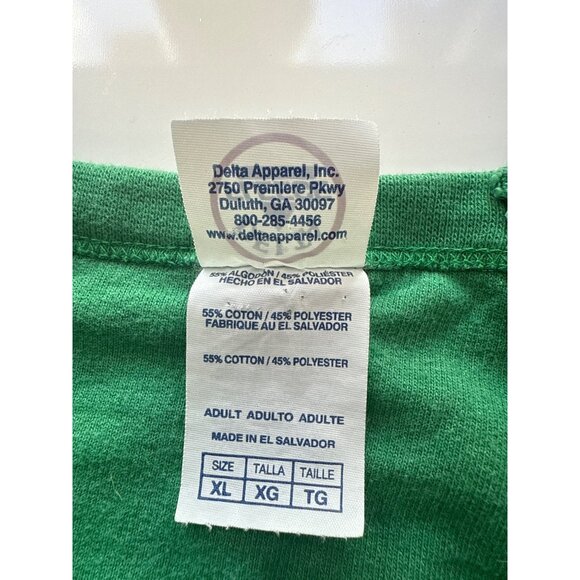 Delta Apparel, Inc.
2750 Premiere Pkwy
Duluth, GA 30097
800-285-4456
www.deltaapparel.com
55% ALGODON / 45% POLIÉSTER
HECHO EN EL SALVADOR
55% COTON / 45% POLYESTER
FABRIQUE AU EL SALVADOR
55% COTTON / 45% POLYESTER
ADULT ADULTO ADULTE
MADE IN EL SALVADOR
SIZE TALLA TAILLE
XL XG TG